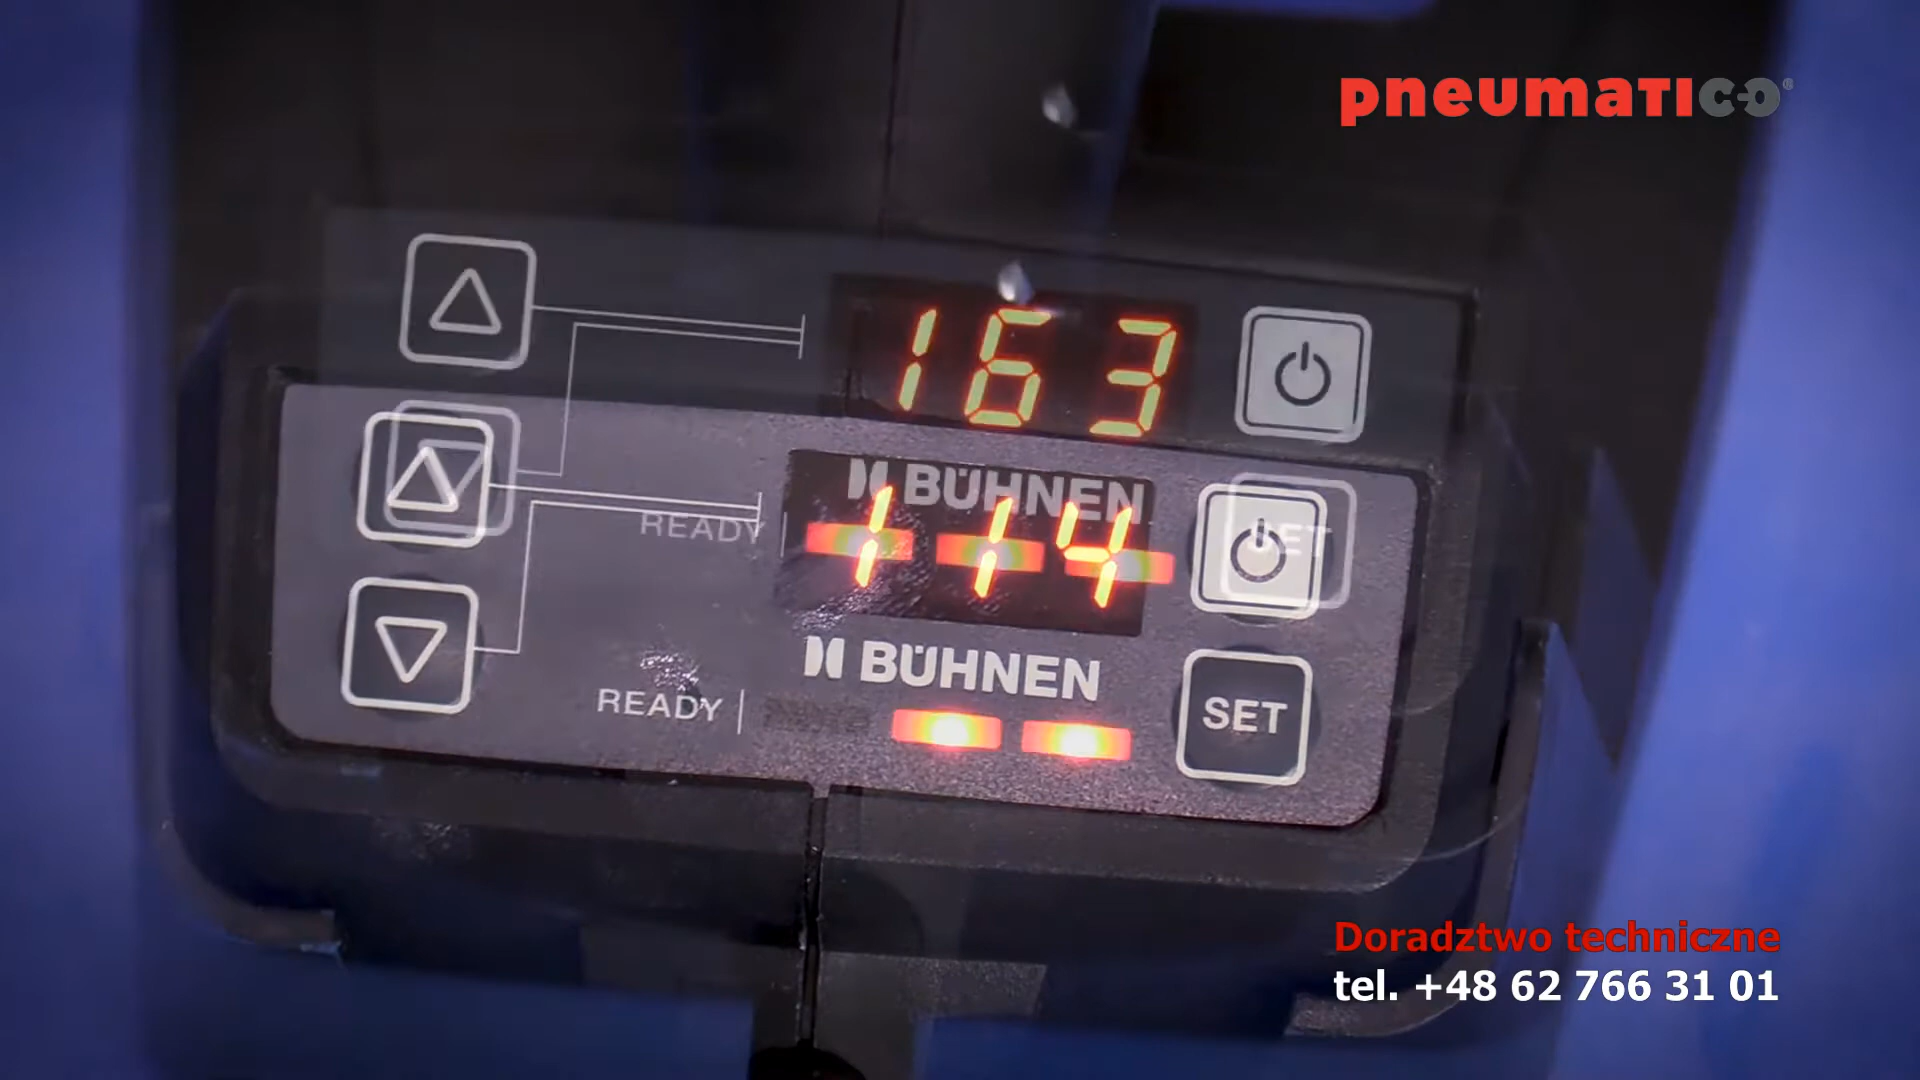 pneumatico®
163
BÜHNEN
READY
SET
114
BÜHNEN
READY
SET
Doradztwo techniczne
tel. +48 62 766 31 01